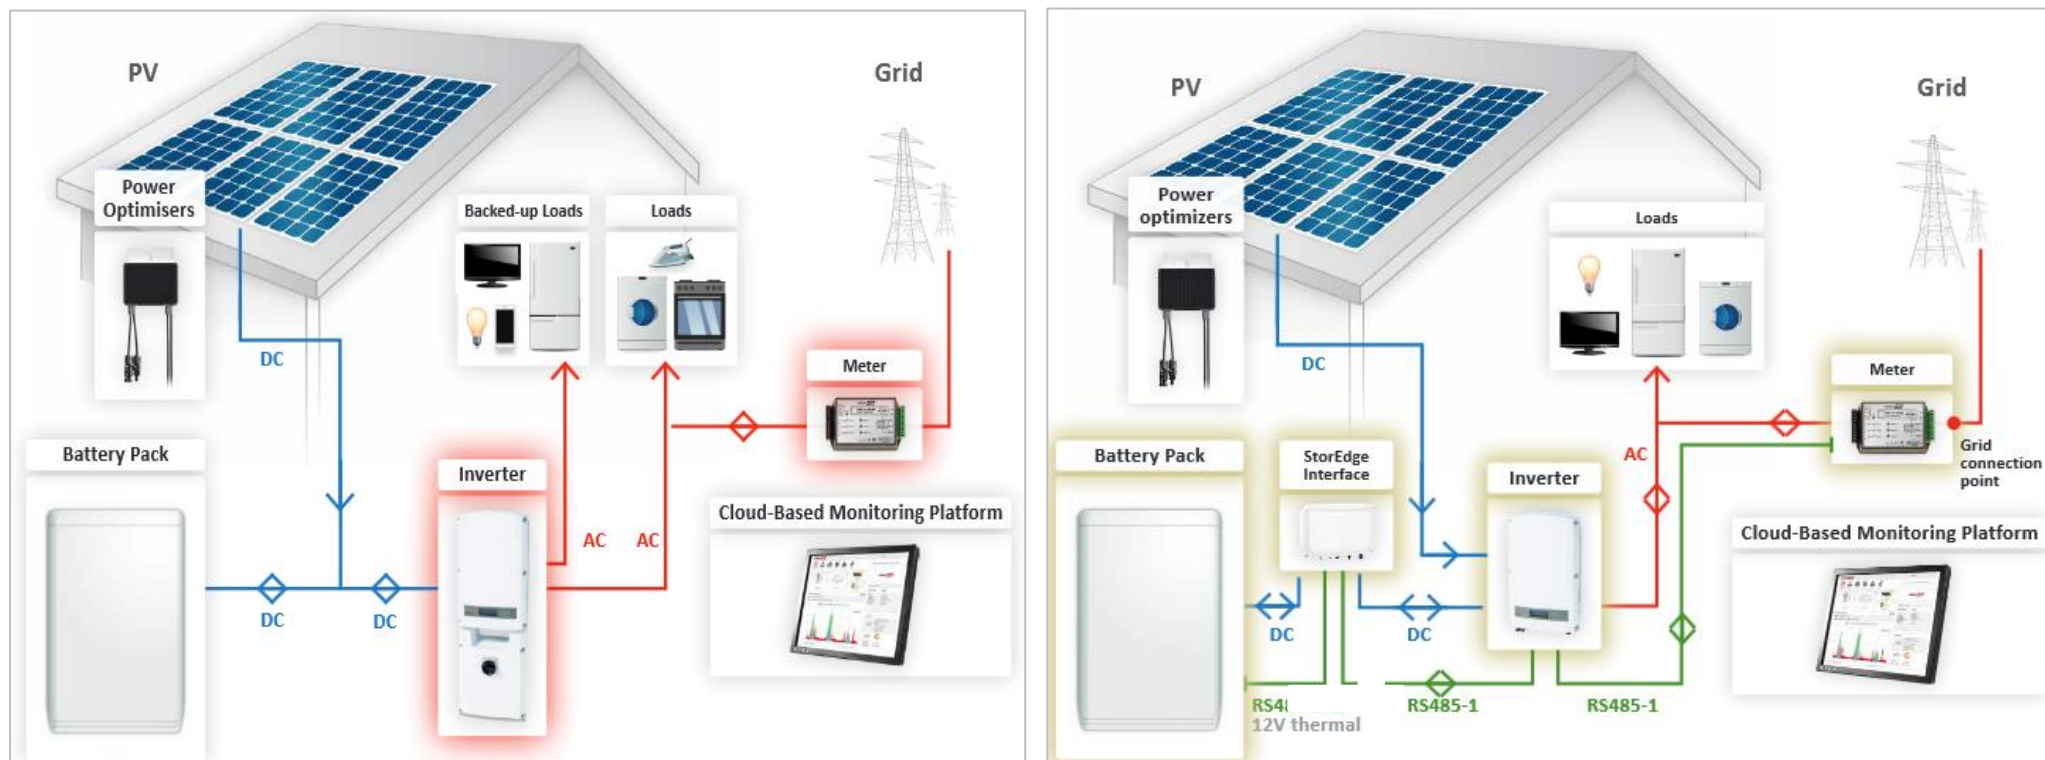 PV
Grid
Power
Optimisers
Backed-up Loads
Loads
DC
Meter
Battery Pack
Inverter
Cloud-Based Monitoring Platform
AC
AC
DC
DC
PV
Grid
Power
optimizers
Loads
DC
Meter
Grid
connection
point
Battery Pack
StorEdge
Interface
Inverter
AC
Cloud-Based Monitoring Platform
DC
DC
RS485-1
RS485-1
12V thermal